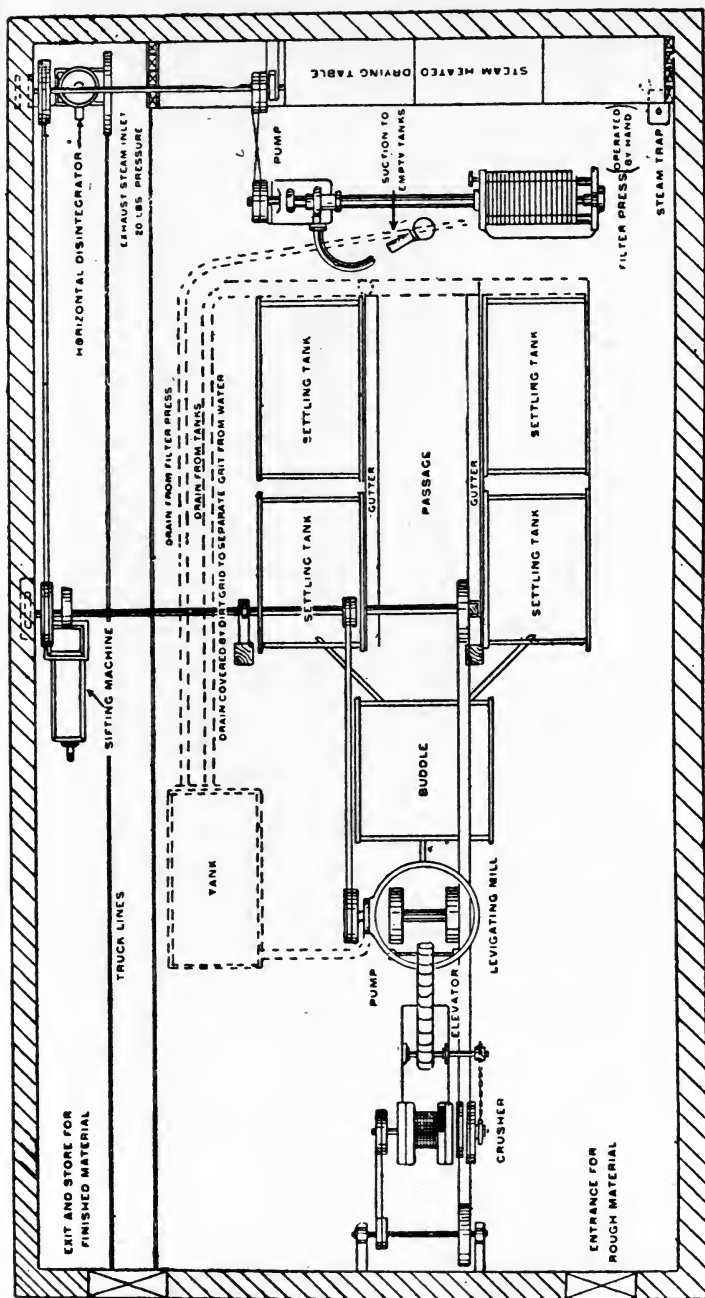 EXIT AND STORE FOR
FINISHED MATERIAL
TRUCK LINES
SIFTING MACHINE
HORIZONTAL DISINTEGRATOR
EXHAUST STEAM INLET
20 LBS PRESSURE
TANK
DRAIN FROM FILTER PRESS
DRAIN FROM TANKS
DRAIN COVERED BY DIRT GRID TO SEPARATE GRIT FROM WATER
PUMP
STEAM HEATED DRYING TABLE
SUCTION TO
EMPTY TANKS
SETTLING TANK
SETTLING TANK
GUTTER
PUMP
BUDDLE
PASSAGE
ELEVATOR
GUTTER
LEVIGATING MILL
CRUSHER
SETTLING TANK
SETTLING TANK
FILTER PRESS (OPERATED
BY HAND)
STEAM TRAP
ENTRANCE FOR
ROUGH MATERIAL